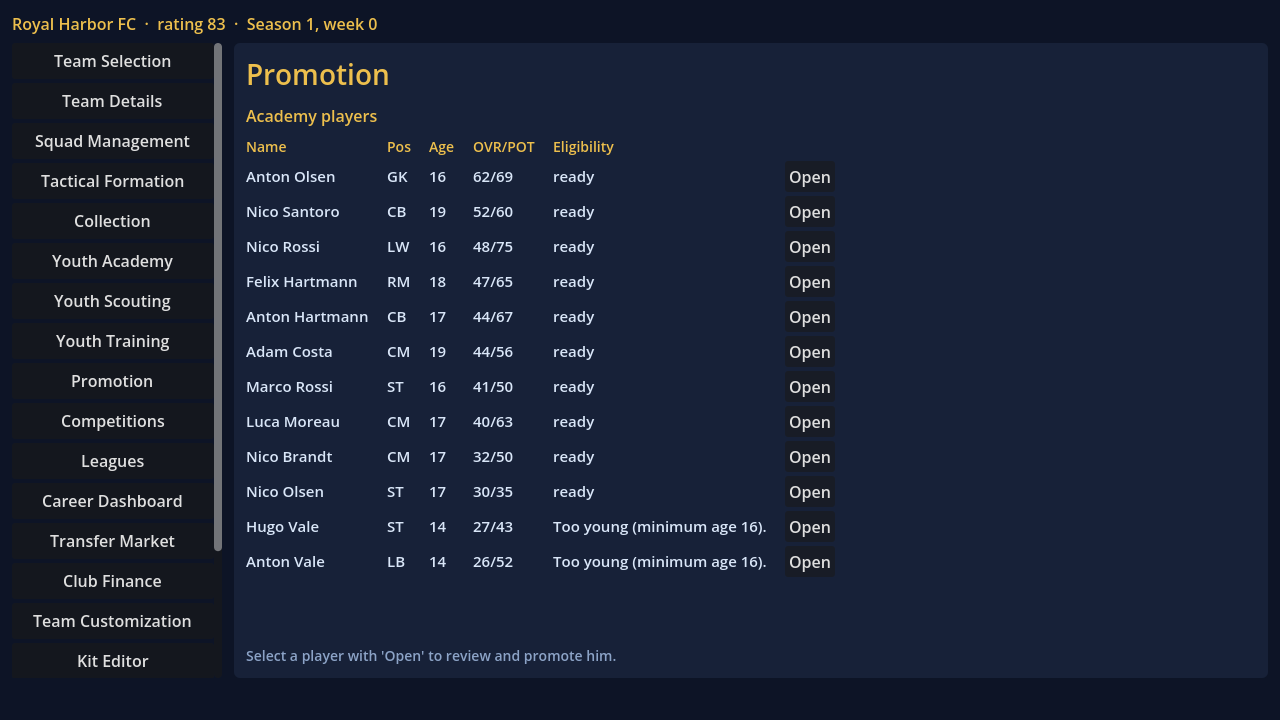 Royal Harbor FC · rating 83 · Season 1, week 0
Team Selection
Team Details
Squad Management
Tactical Formation
Collection
Youth Academy
Youth Scouting
Youth Training
Promotion
Competitions
Leagues
Career Dashboard
Transfer Market
Club Finance
Team Customization
Kit Editor
Promotion
Academy players
Name Pos Age OVR/POT Eligibility
Anton Olsen GK 16 62/69 ready Open
Nico Santoro CB 19 52/60 ready Open
Nico Rossi LW 16 48/75 ready Open
Felix Hartmann RM 18 47/65 ready Open
Anton Hartmann CB 17 44/67 ready Open
Adam Costa CM 19 44/56 ready Open
Marco Rossi ST 16 41/50 ready Open
Luca Moreau CM 17 40/63 ready Open
Nico Brandt CM 17 32/50 ready Open
Nico Olsen ST 17 30/35 ready Open
Hugo Vale ST 14 27/43 Too young (minimum age 16). Open
Anton Vale LB 14 26/52 Too young (minimum age 16). Open
Select a player with 'Open' to review and promote him.